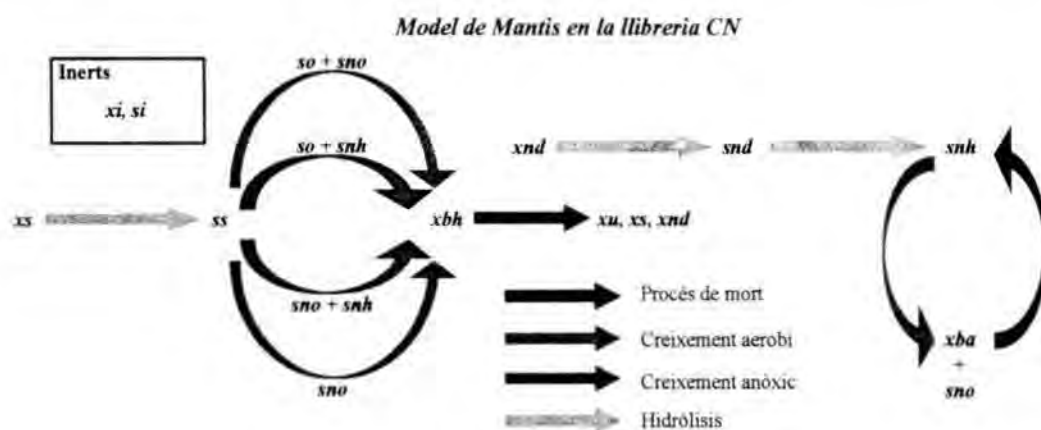 Model de Mantis en la llibreria CN
Inerts
xi, si
so + sno
so + snh
xnd
snd
snh
xs
ss
xbh
xu, xs, xnd
sno + snh
sno
Procés de mort
Creixement aerobi
Creixement anòxic
Hidròlisis
xba
+
sno